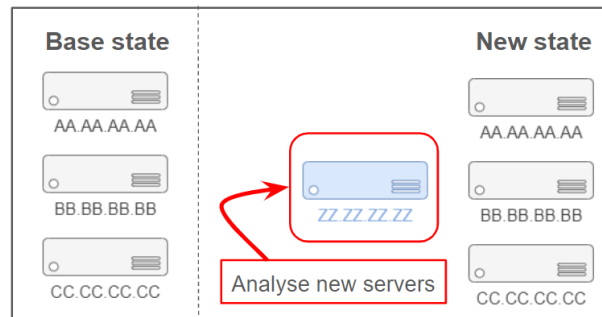 Base state
New state
AA.AA.AA.AA
AA.AA.AA.AA
BB.BB.BB.BB
ZZ.ZZ.ZZ.ZZ
BB.BB.BB.BB
Analyse new servers
CC.CC.CC.CC
CC.CC.CC.CC